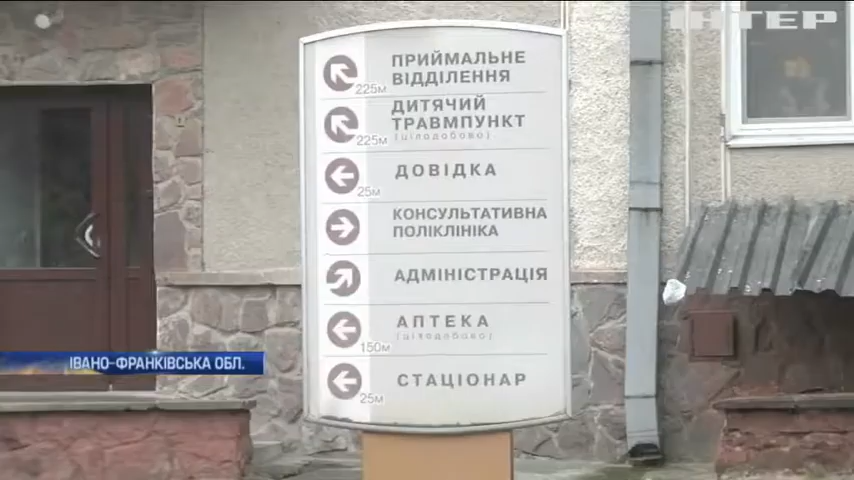 ІНТЕР
ПРИЙМАЛЬНЕ
ВІДДІЛЕННЯ
225м
ДИТЯЧИЙ
ТРАВМПУНКТ
(цілодобово)
225м
ДОВІДКА
25м
КОНСУЛЬТАТИВНА
ПОЛІКЛІНІКА
АДМІНІСТРАЦІЯ
АПТЕКА
(цілодобово)
150м
СТАЦІОНАР
25м
ІВАНО-ФРАНКІВСЬКА ОБЛ.